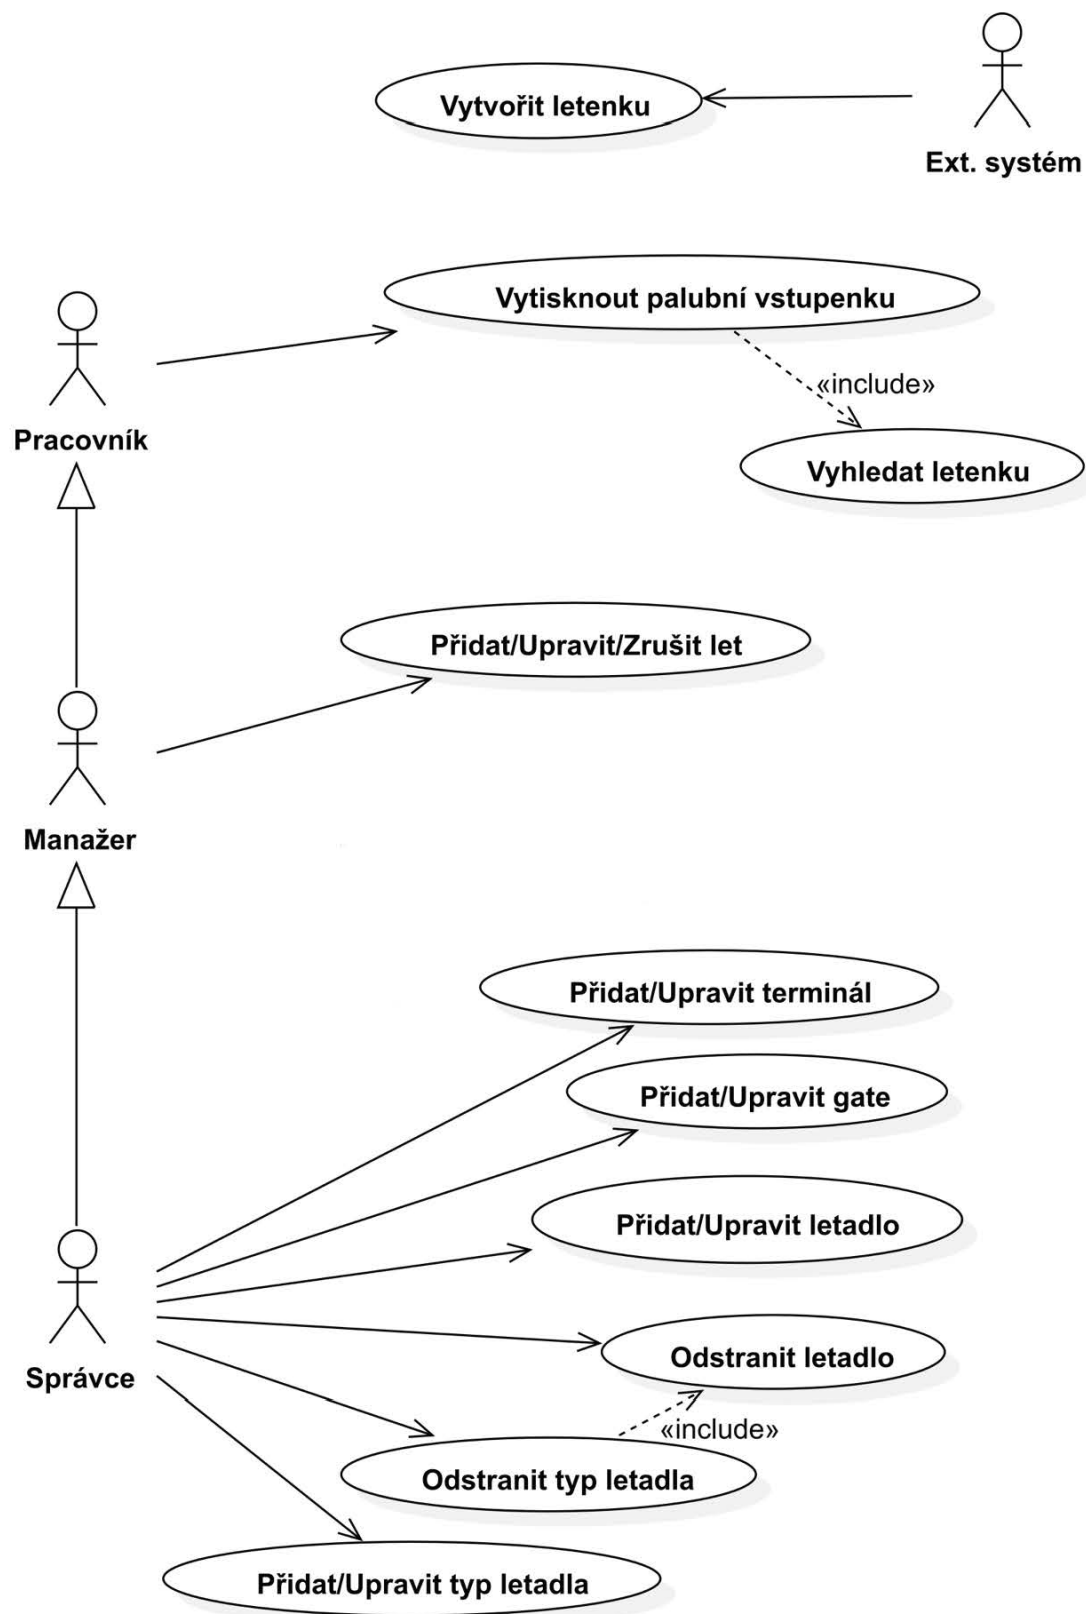 Vytvořit letenku
Ext. systém
Vytisknout palubní vstupenku
«include»
Pracovník
Vyhledat letenku
Přidat/Upravit/Zrušit let
Manažer
Přidat/Upravit terminál
Přidat/Upravit gate
Přidat/Upravit letadlo
Odstranit letadlo
Správce
«include»
Odstranit typ letadla
Přidat/Upravit typ letadla